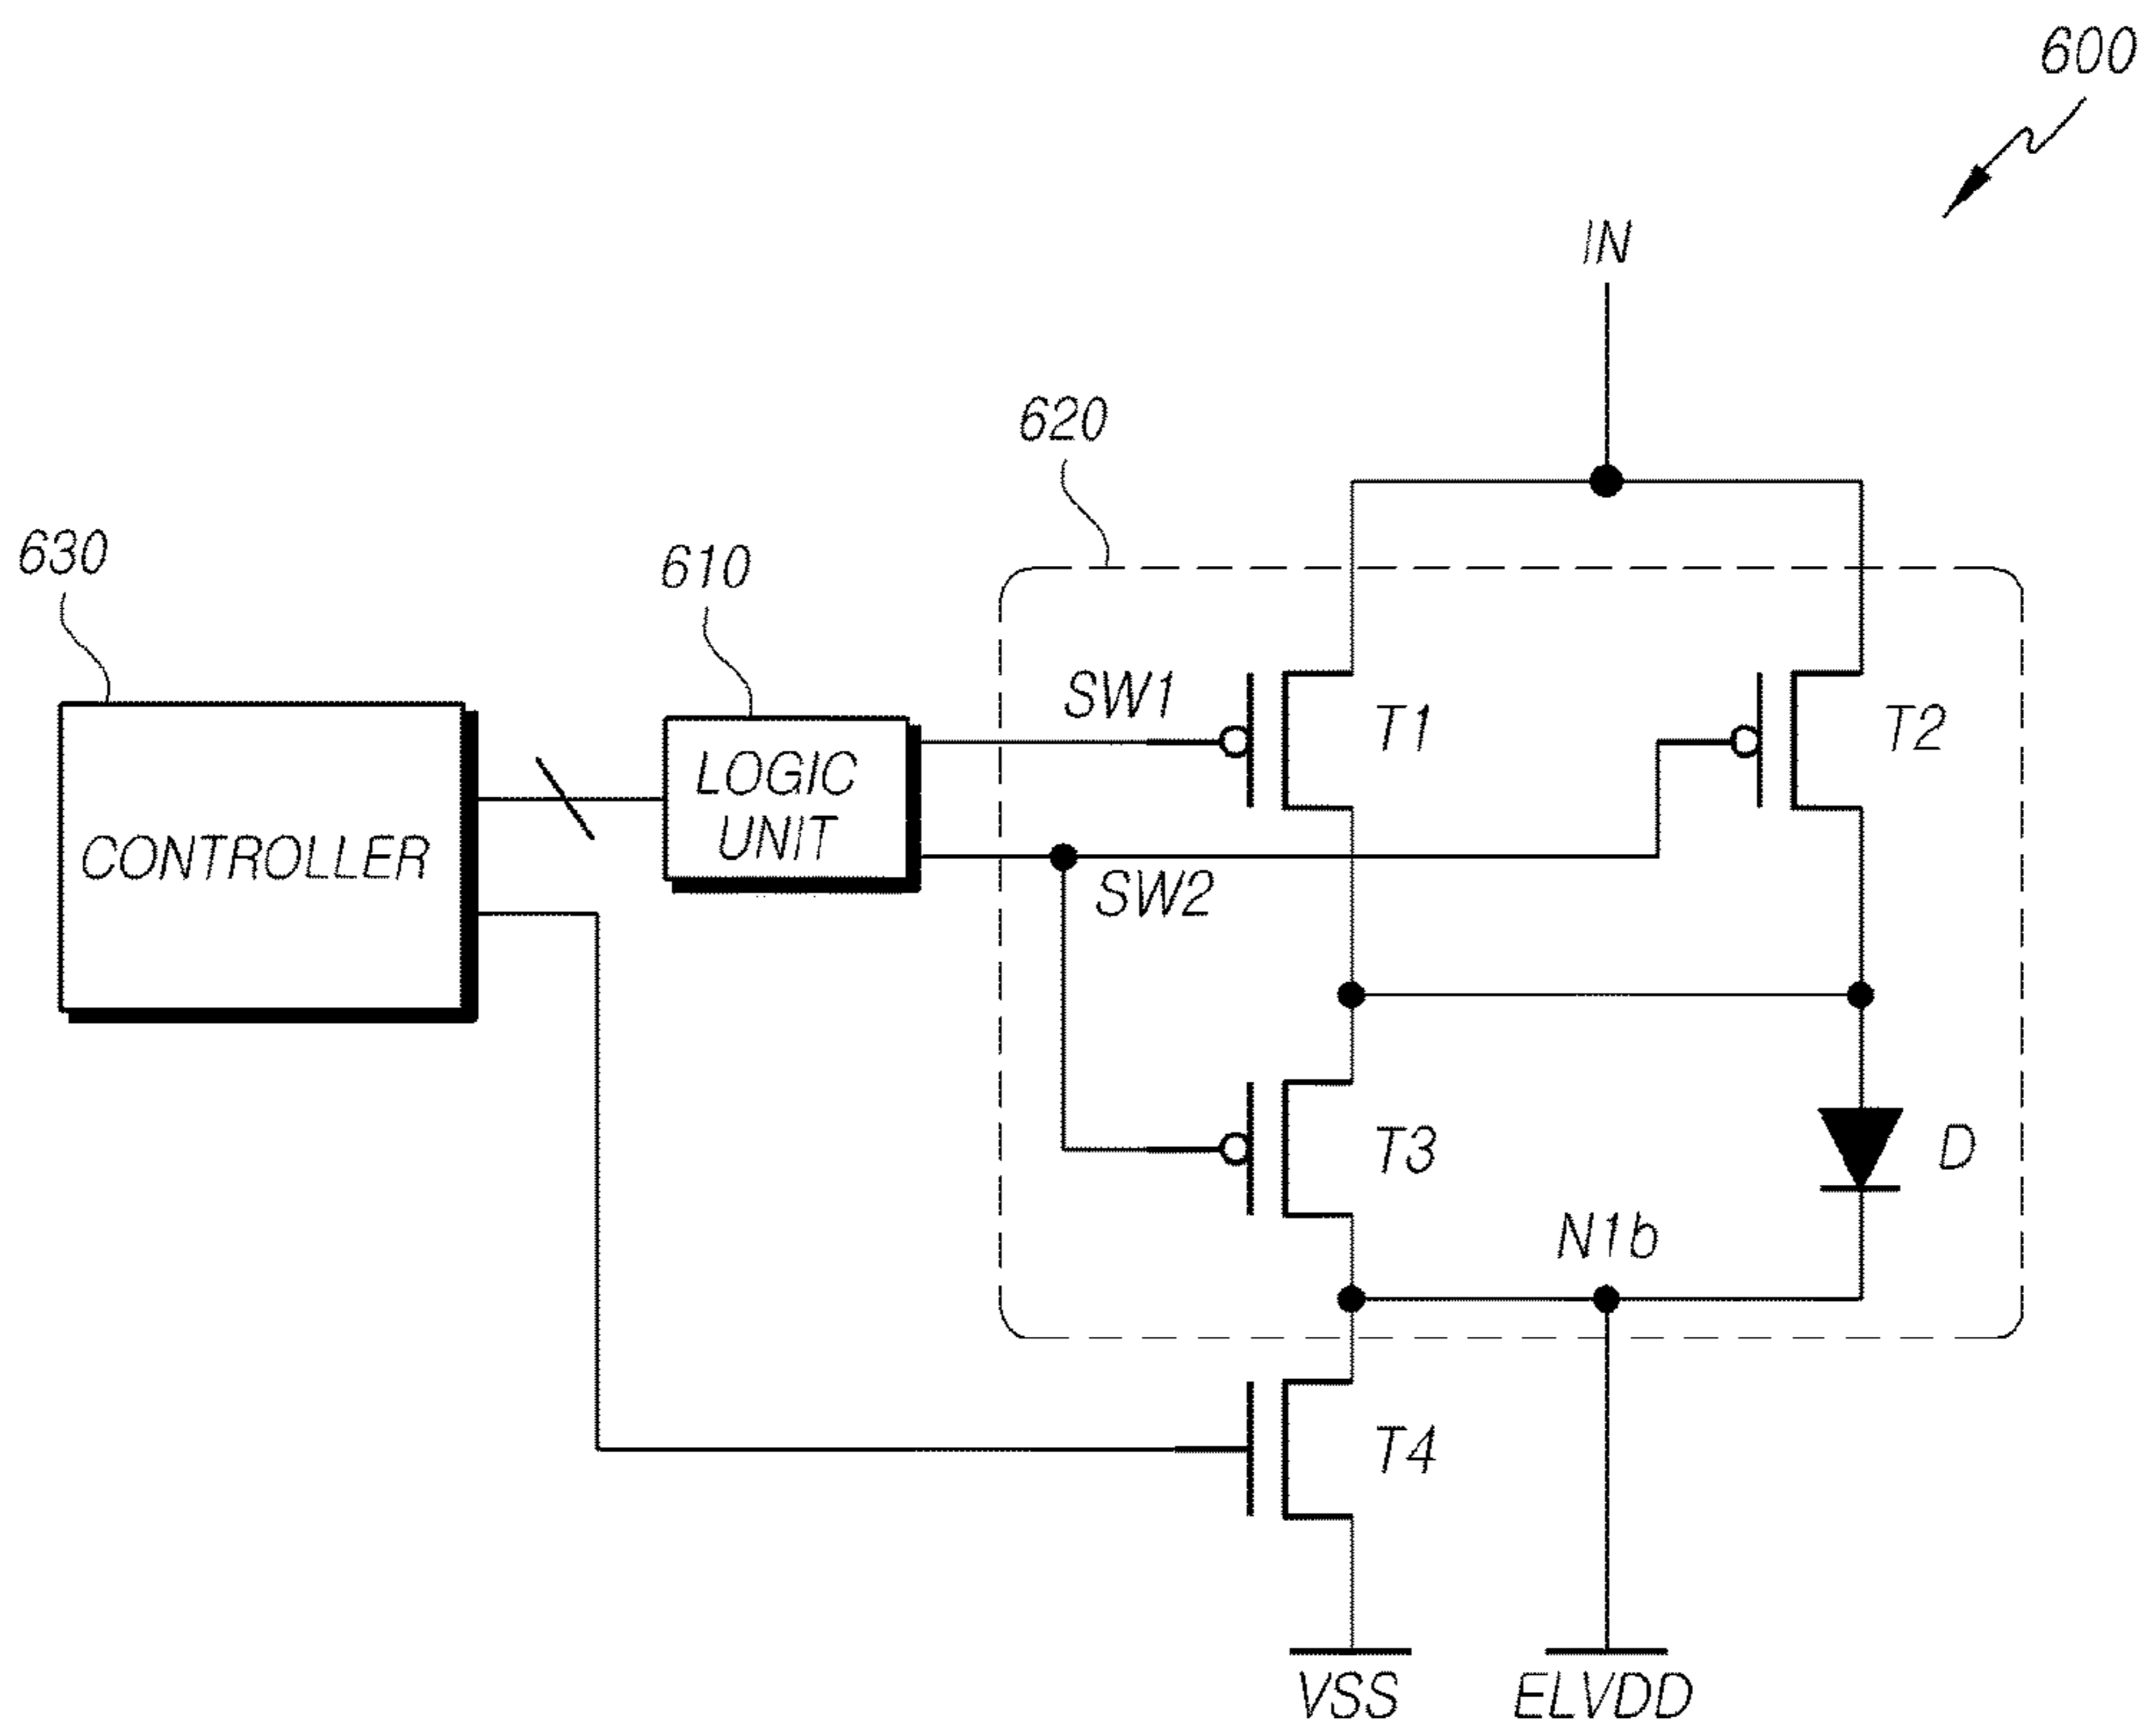 600
IN
620
630
610
SW1
T1
T2
LOGIC
UNIT
CONTROLLER
SW2
T3
D
N1b
T4
VSS
ELVDD